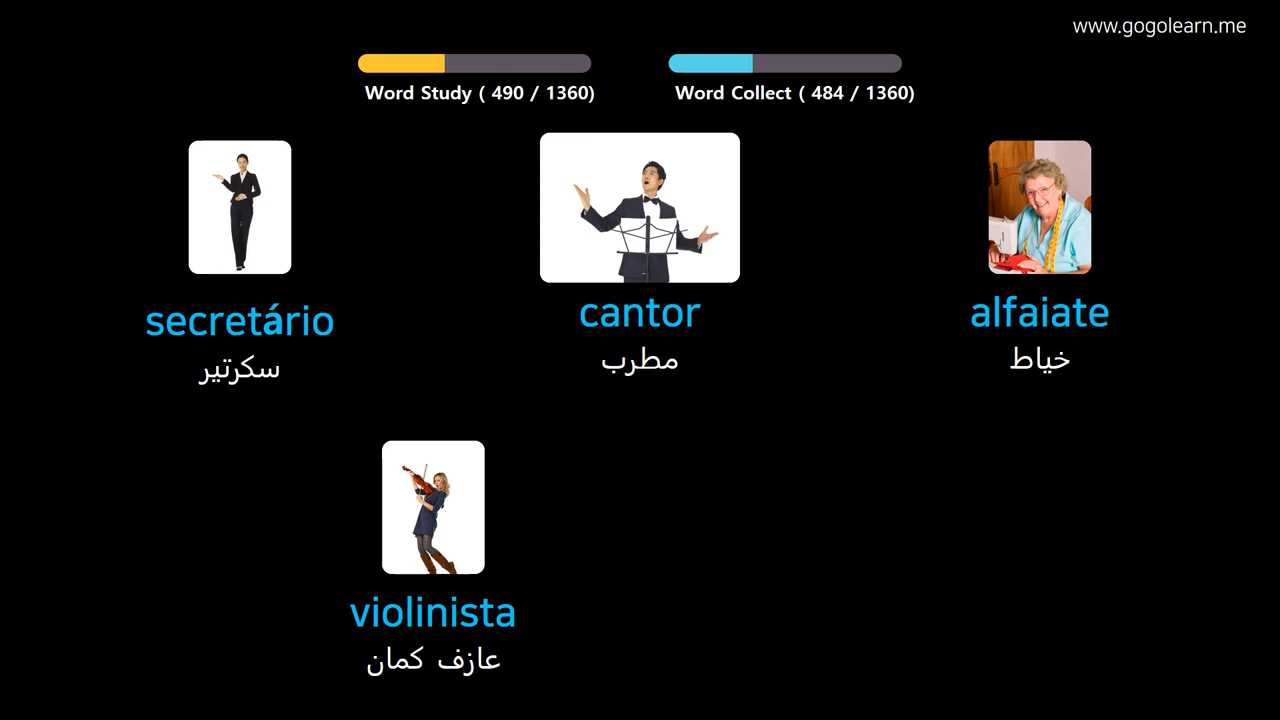 www.gogolearn.me
Word Study ( 490 / 1360)
Word Collect ( 484 / 1360)
secretário
سكرتير
cantor
مطرب
alfaiate
خياط
violinista
عازف كمان